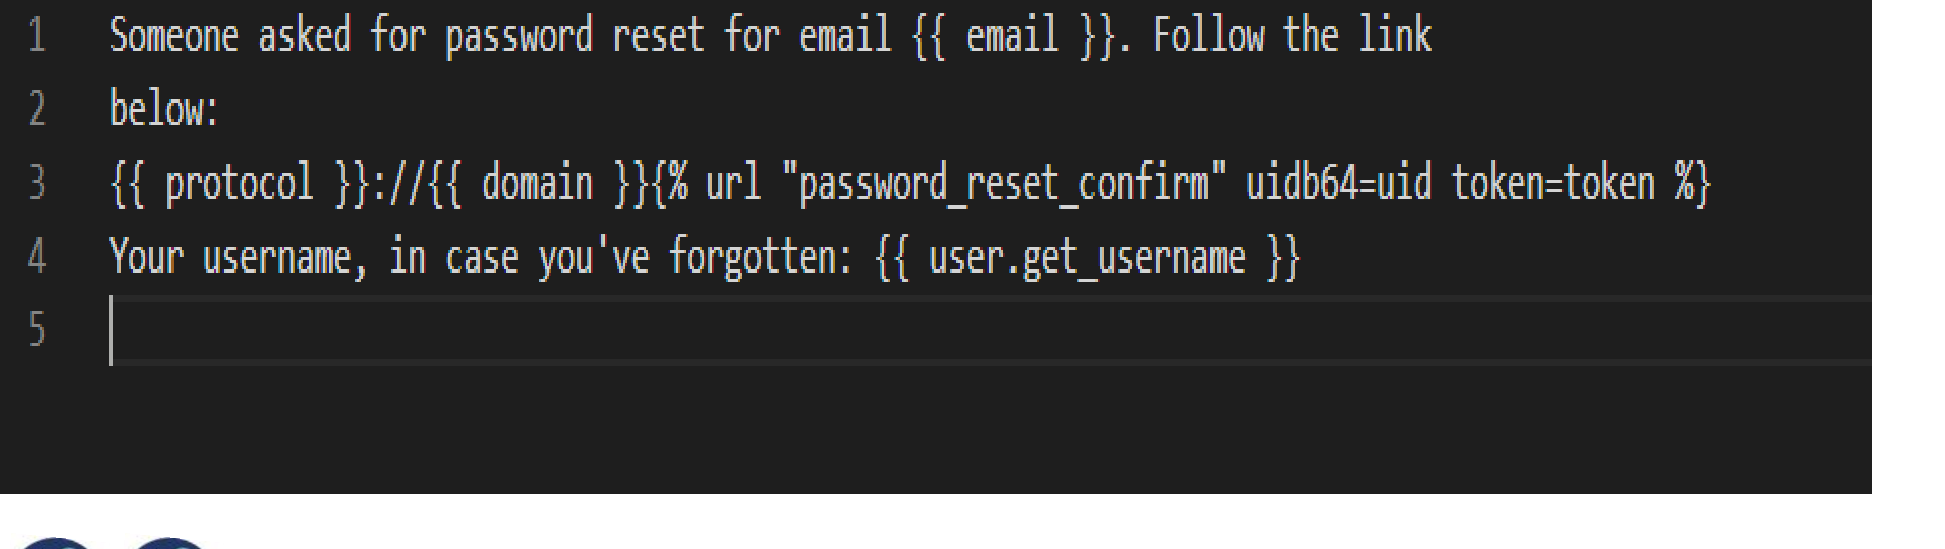 1 Someone asked for password reset for email {{ email }}. Follow the link
2 below:
3 {{ protocol }}://{{ domain }}{% url "password_reset_confirm" uidb64=uid token=token %}
4 Your username, in case you've forgotten: {{ user.get_username }}
5